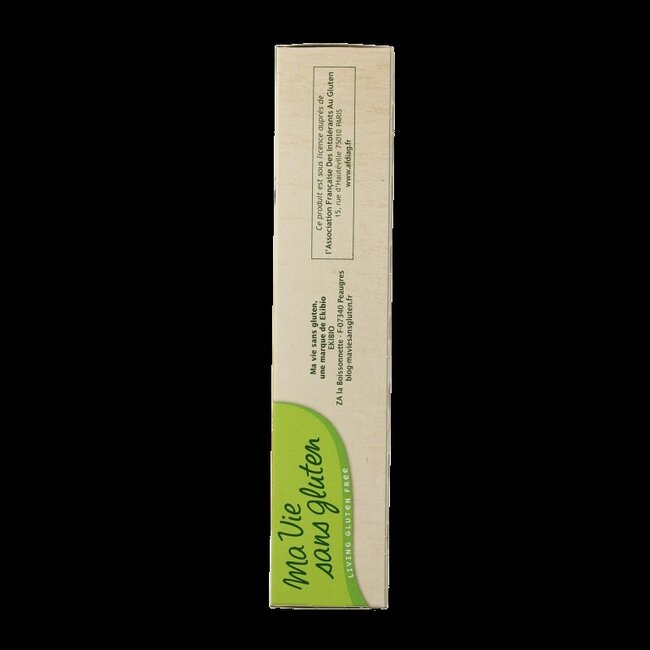 Ma Vie
sans gluten
LIVING GLUTEN FREE
Ma vie sans gluten,
une marque de Ekibio
EKIBIO
ZA la Boissonnette - F-07340 Peaugres
blog-maviesansgluten.fr
Ce produit est sous licence auprès de
l'Association Française Des Intolérants Au Gluten
15, rue d'Hauteville 75010 PARIS
www.afdiag.fr